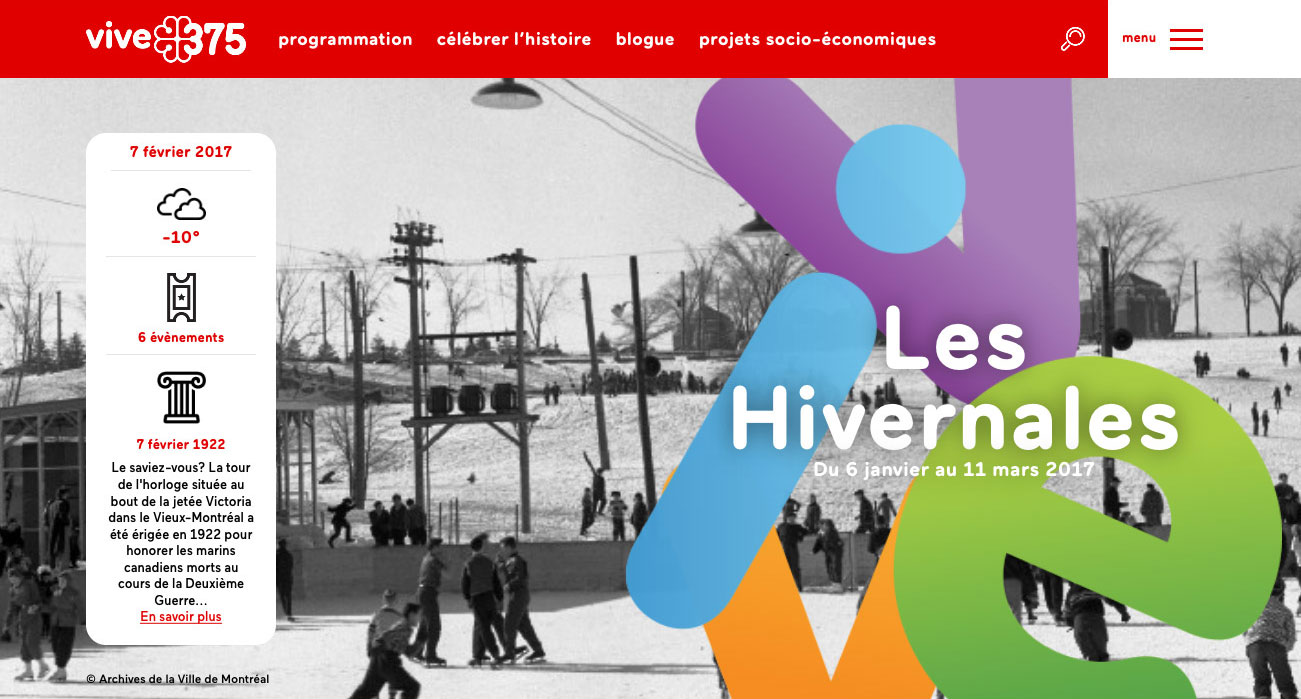 vive 375
programmation célébrer l'histoire blogue projets socio-économiques
menu
7 février 2017
-10°
6 évènements
7 février 1922
Le saviez-vous? La tour
de l'horloge située au
bout de la jetée Victoria
dans le Vieux-Montréal a
été érigée en 1922 pour
honorer les marins
canadiens morts au
cours de la Deuxième
Guerre...
En savoir plus
© Archives de la Ville de Montréal
vive
Les
Hivernales
Du 6 janvier au 11 mars 2017